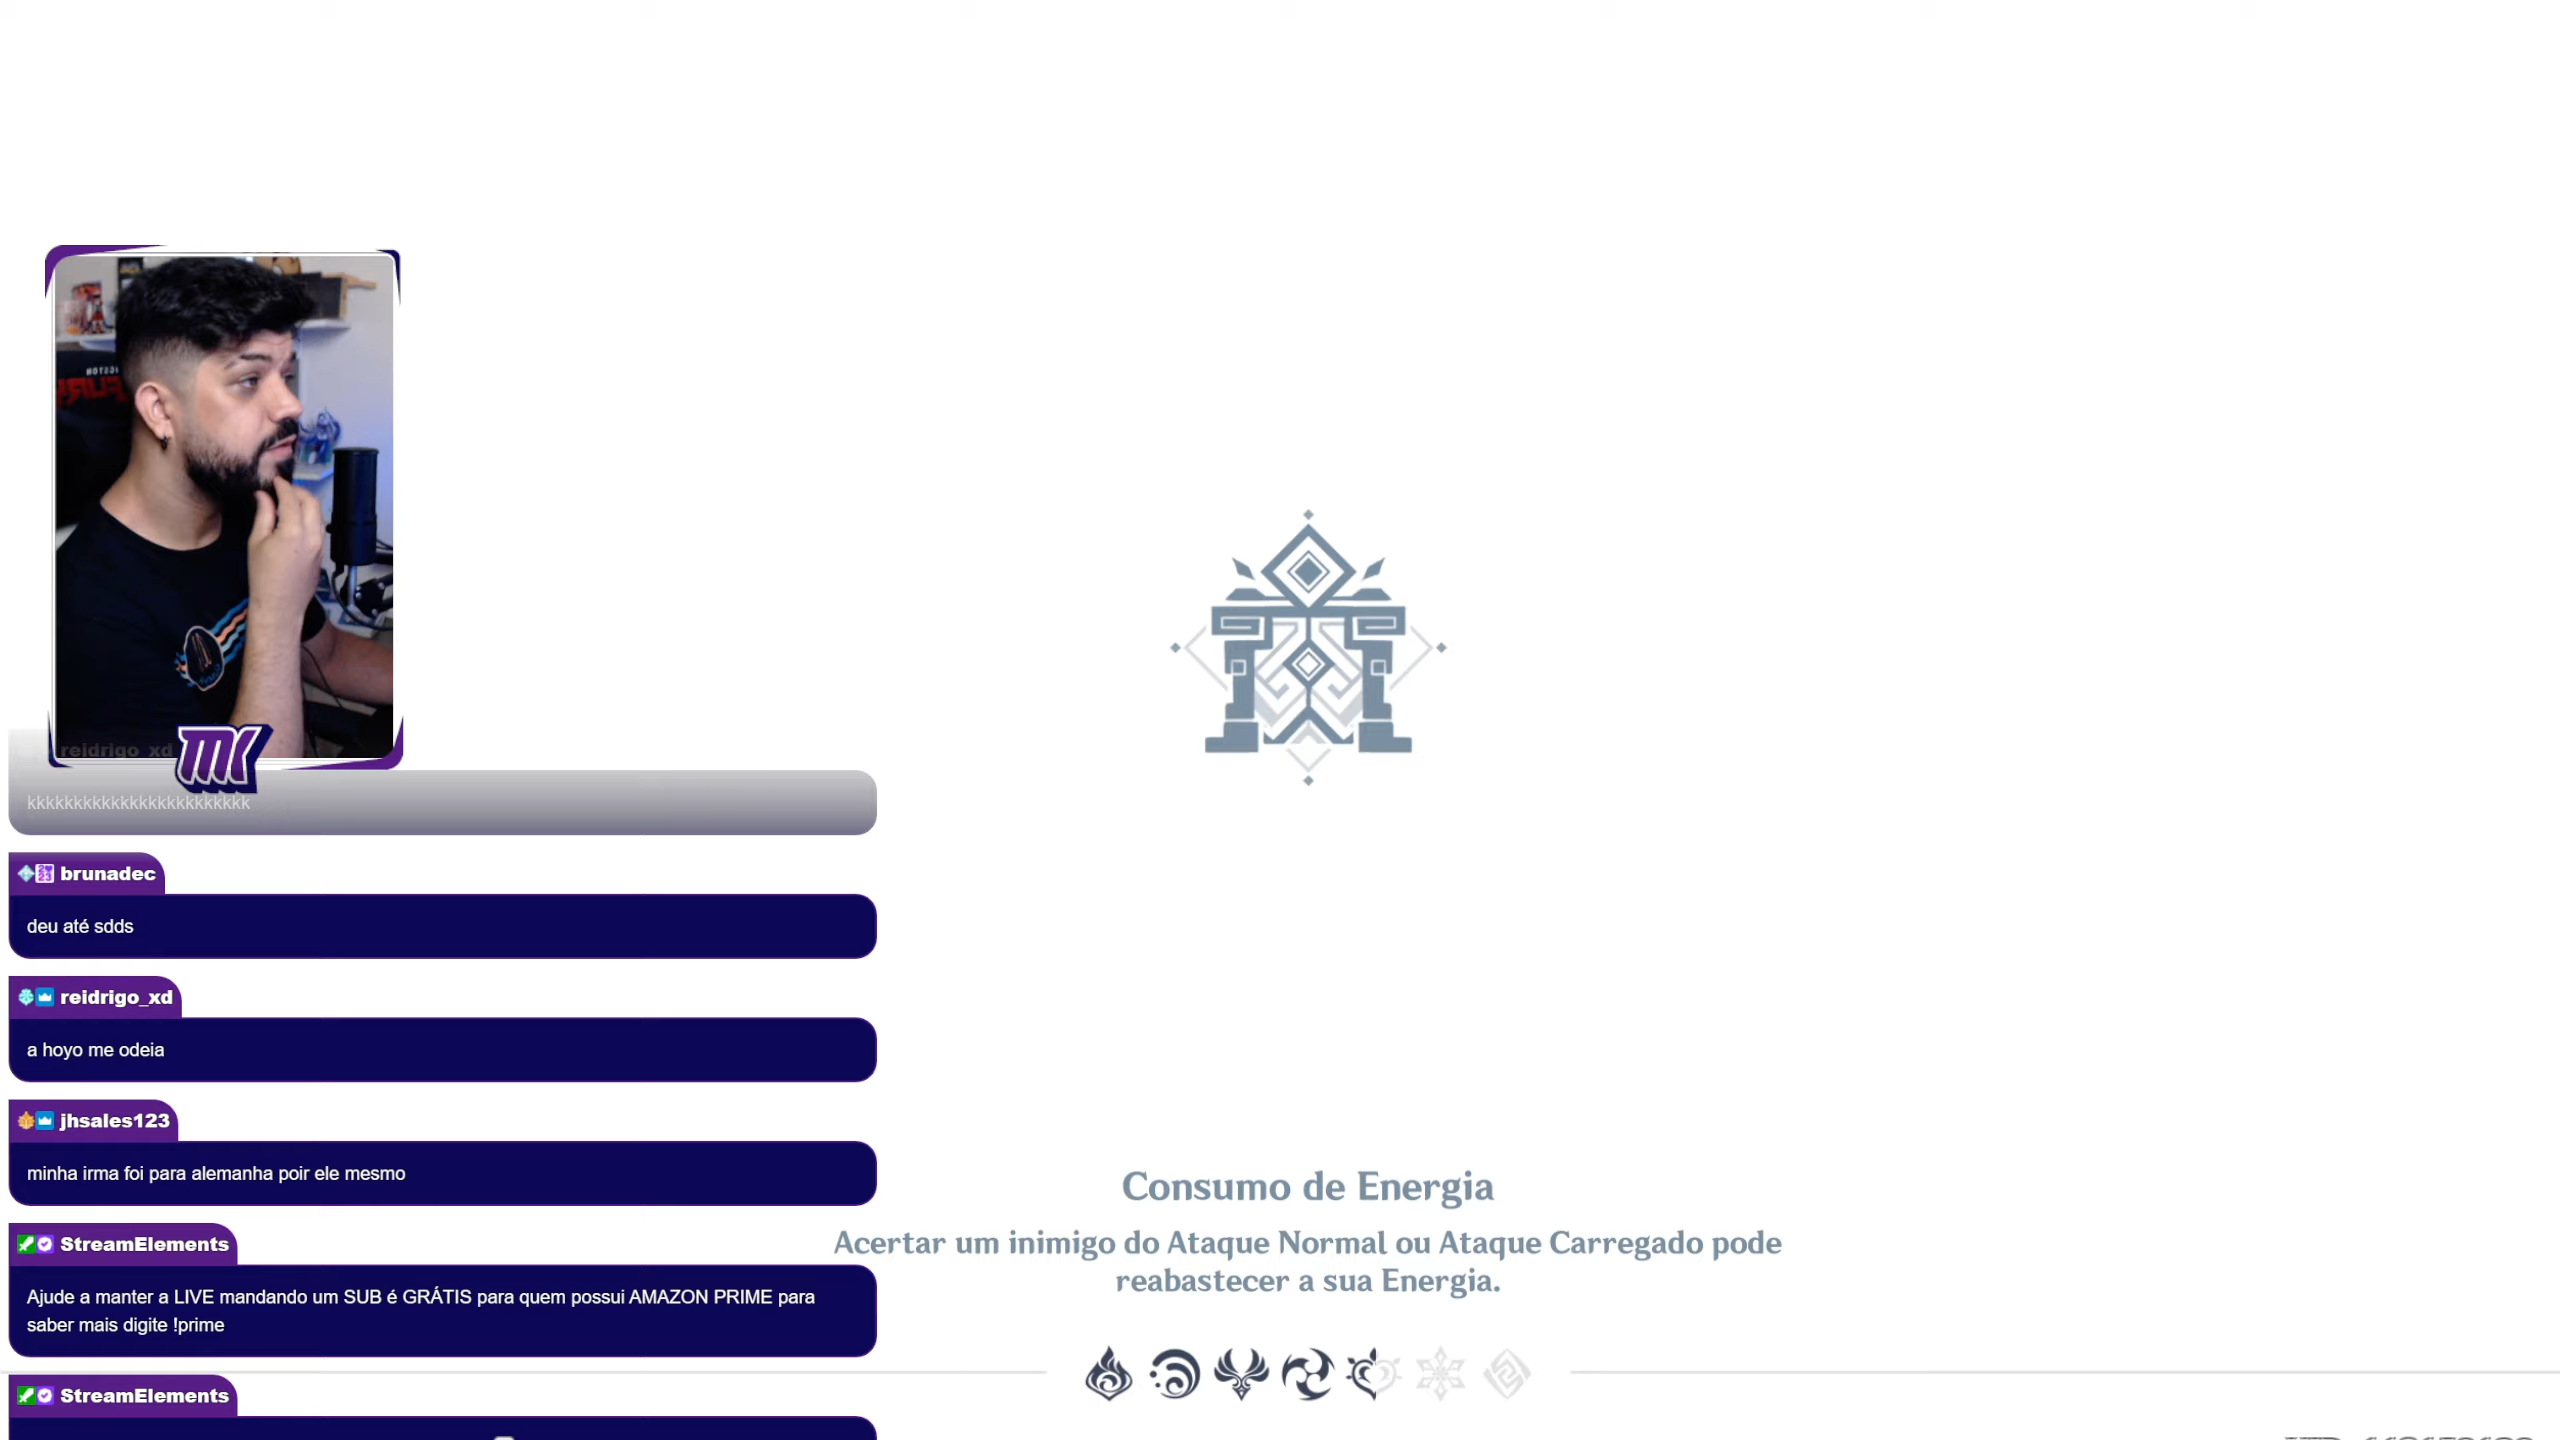 reidrigo_xd
MK
kkkkkkkkkkkkkkkkkkkkkkkk
brunadec
deu até sdds
reidrigo_xd
a hoyo me odeia
jhsales123
minha irma foi para alemanha poir ele mesmo
StreamElements
Ajude a manter a LIVE mandando um SUB é GRÁTIS para quem possui AMAZON PRIME para
saber mais digite !prime
StreamElements
Consumo de Energia
Acertar um inimigo do Ataque Normal ou Ataque Carregado pode
reabastecer a sua Energia.